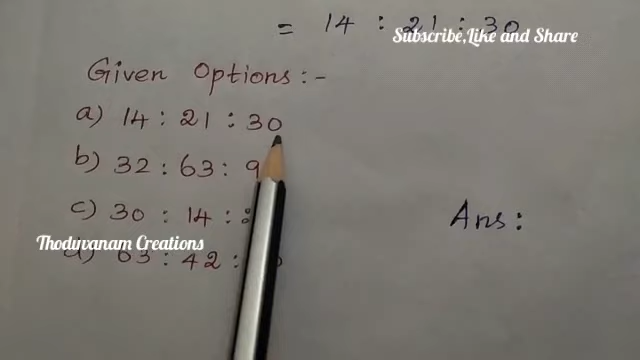 = 14 : 21 : 30
Subscribe,Like and Share
Given Options:-
a) 14 : 21 : 30
b) 32 : 63 : 9
c) 30 : 14 :
Ans:
Thoduvanam Creations
d) 63 : 42 :